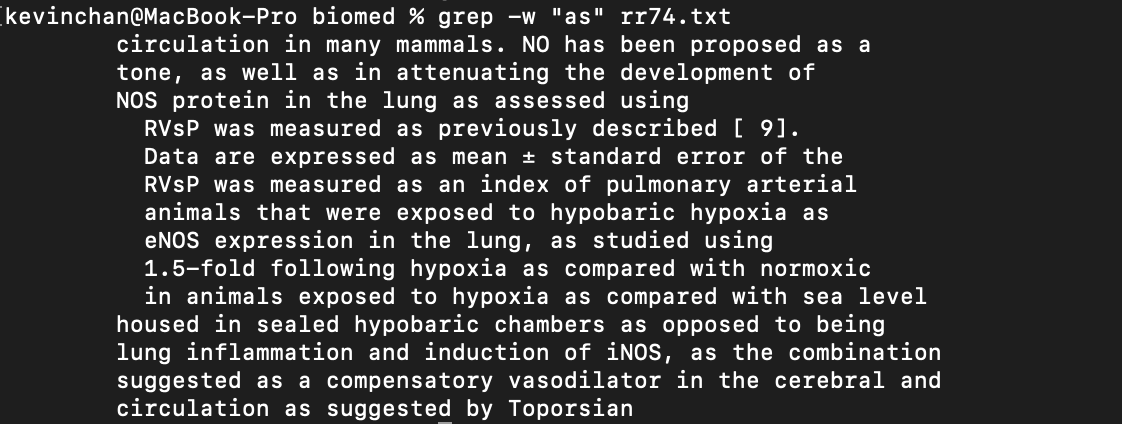 [kevinchan@MacBook-Pro biomed % grep -w "as" rr74.txt
circulation in many mammals. NO has been proposed as a
tone, as well as in attenuating the development of
NOS protein in the lung as assessed using
RVsP was measured as previously described [ 9].
Data are expressed as mean ± standard error of the
RVsP was measured as an index of pulmonary arterial
animals that were exposed to hypobaric hypoxia as
eNOS expression in the lung, as studied using
1.5-fold following hypoxia as compared with normoxic
in animals exposed to hypoxia as compared with sea level
housed in sealed hypobaric chambers as opposed to being
lung inflammation and induction of iNOS, as the combination
suggested as a compensatory vasodilator in the cerebral and
circulation as suggested by Toporsian